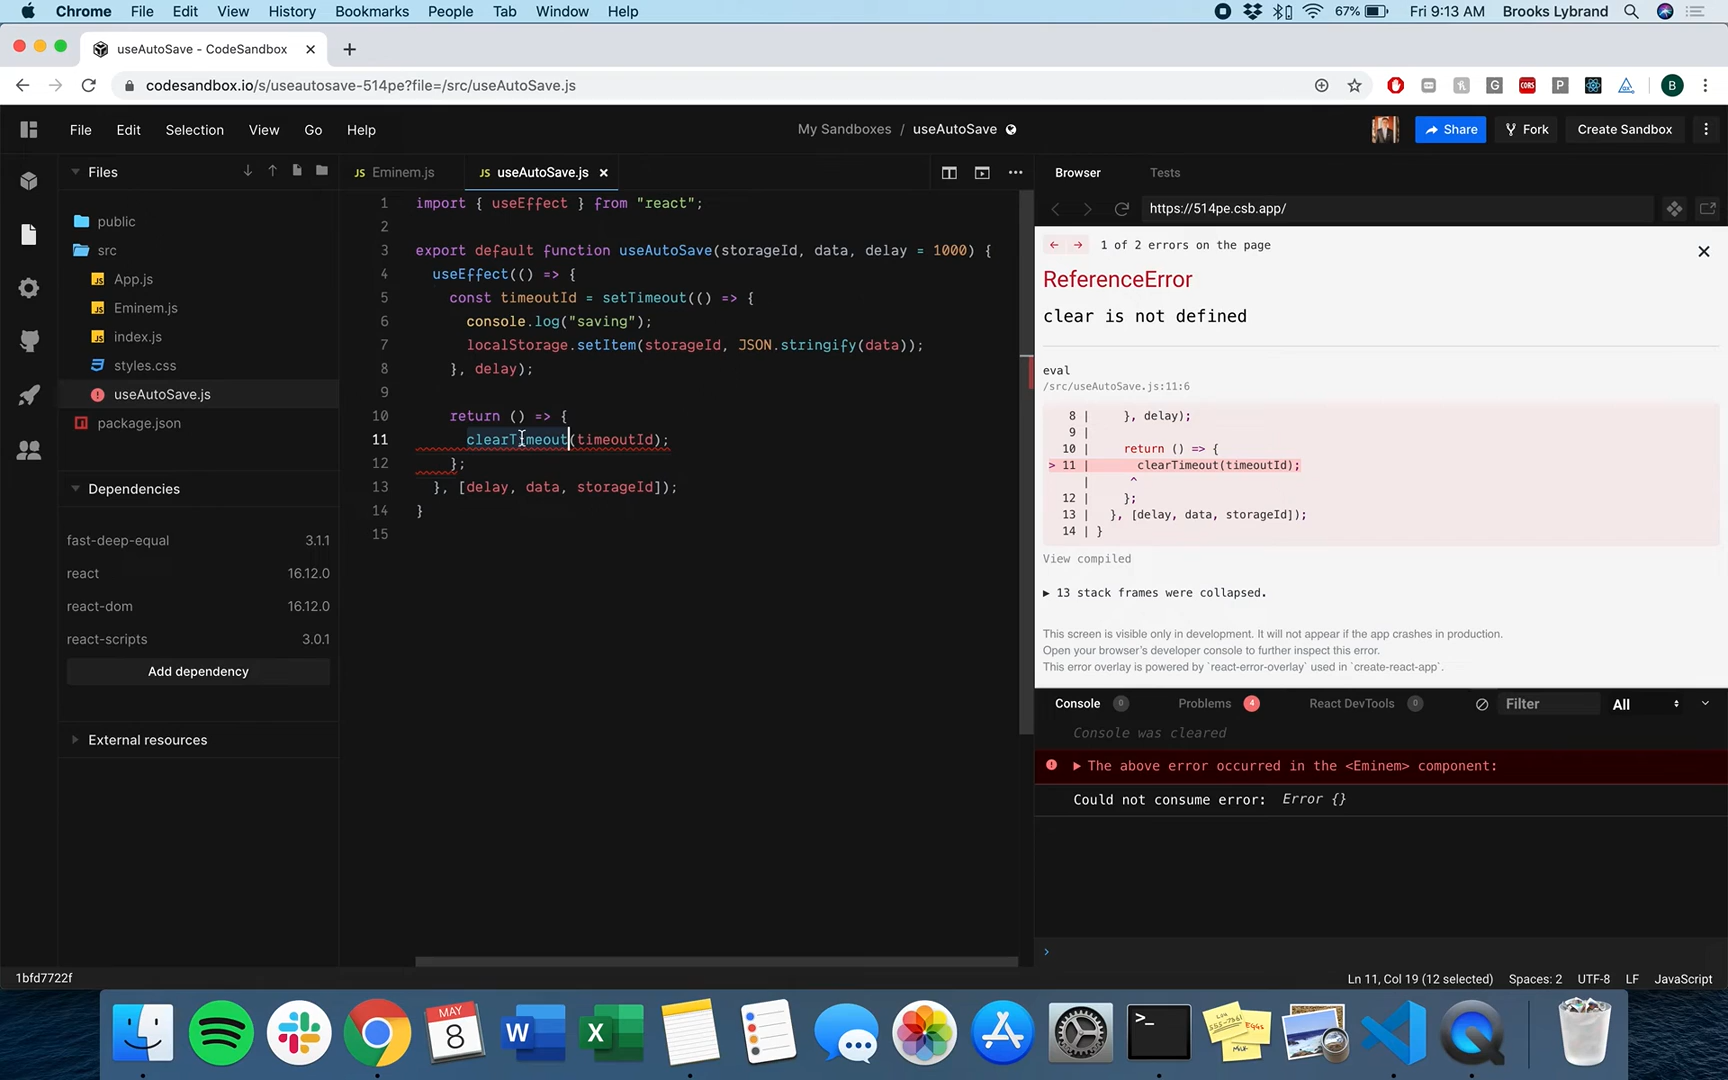 Chrome File Edit View History Bookmarks People Tab Window Help 67% Fri 9:13 AM Brooks Lybrand
useAutoSave - CodeSandbox
codesandbox.io/s/useautosave-514pe?file=/src/useAutoSave.js
File Edit Selection View Go Help My Sandboxes / useAutoSave Share Fork Create Sandbox
Files
public
src
App.js
Eminem.js
index.js
styles.css
useAutoSave.js
package.json
Dependencies
fast-deep-equal 3.1.1
react 16.12.0
react-dom 16.12.0
react-scripts 3.0.1
Add dependency
External resources
JS Eminem.js JS useAutoSave.js
1 import { useEffect } from "react";
2
3 export default function useAutoSave(storageId, data, delay = 1000) {
4 useEffect(() => {
5 const timeoutId = setTimeout(() => {
6 console.log("saving");
7 localStorage.setItem(storageId, JSON.stringify(data));
8 }, delay);
9
10 return () => {
11 clearTimeout(timeoutId);
12 };
13 }, [delay, data, storageId]);
14 }
15
Browser Tests
https://514pe.csb.app/
← → 1 of 2 errors on the page
ReferenceError
clear is not defined
eval
/src/useAutoSave.js:11:6
8 | }, delay);
9 |
10 | return () => {
> 11 | clearTimeout(timeoutId);
| ^
12 | };
13 | }, [delay, data, storageId]);
14 | }
View compiled
▶ 13 stack frames were collapsed.
This screen is visible only in development. It will not appear if the app crashes in production.
Open your browser's developer console to further inspect this error.
This error overlay is powered by `react-error-overlay` used in `create-react-app`.
Console 0 Problems 4 React DevTools 0 Filter All
Console was cleared
▶ The above error occurred in the <Eminem> component:
Could not consume error: Error {}
1bfd7722f
Ln 11, Col 19 (12 selected) Spaces: 2 UTF-8 LF JavaScript
MAY
8
W
X
>_